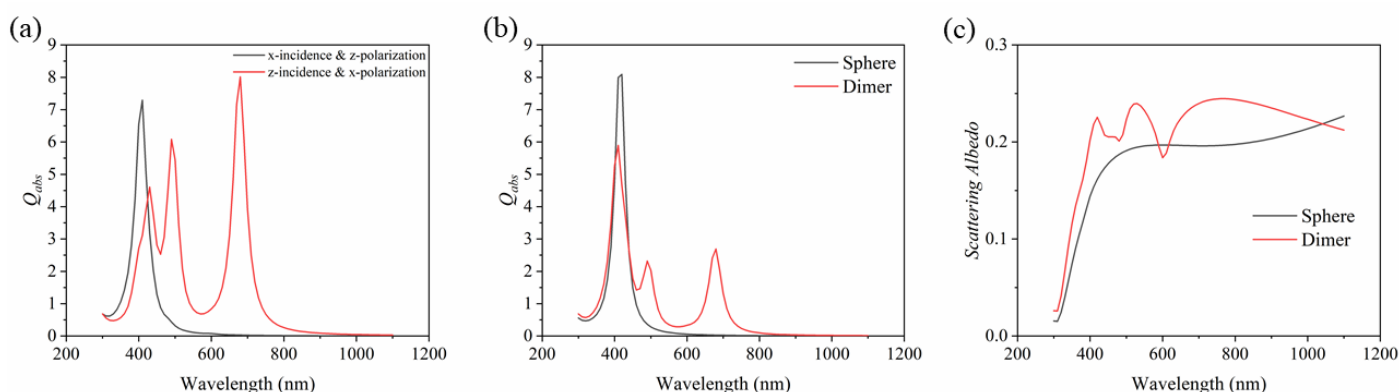 (a)
9
8
7
6
5
4
3
2
1
0
Q_abs
200 400 600 800 1000 1200
Wavelength (nm)
x-incidence & z-polarization
z-incidence & x-polarization
(b)
9
8
7
6
5
4
3
2
1
0
Q_abs
200 400 600 800 1000 1200
Wavelength (nm)
Sphere
Dimer
(c)
0.3
0.2
0.1
0.0
Scattering Albedo
200 400 600 800 1000 1200
Wavelength (nm)
Sphere
Dimer